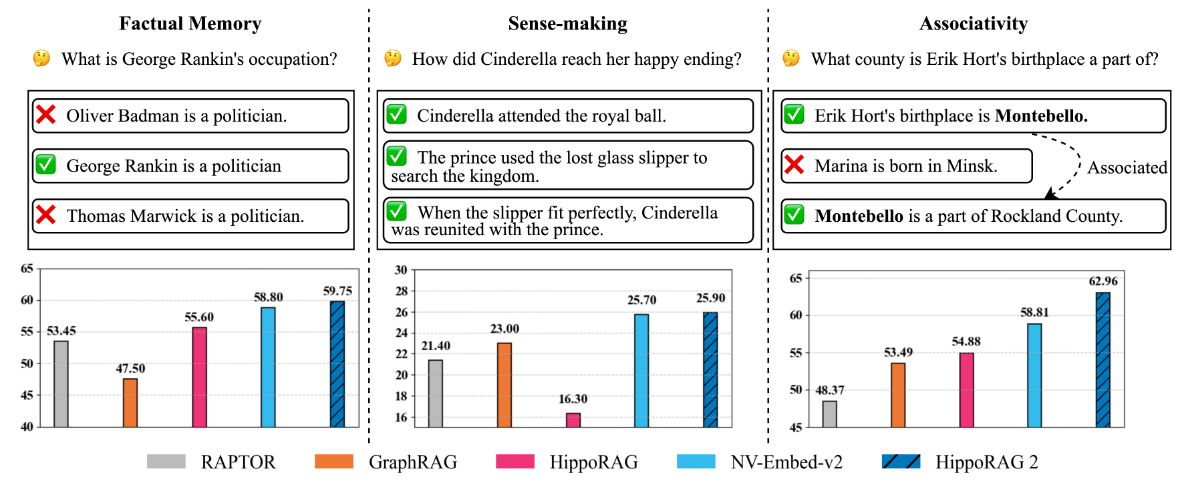 Factual Memory
🤔 What is George Rankin's occupation?
❌ Oliver Badman is a politician.
✅ George Rankin is a politician
❌ Thomas Marwick is a politician.
65
60
55
50
45
40
53.45
47.50
55.60
58.80
59.75
Sense-making
🤔 How did Cinderella reach her happy ending?
✅ Cinderella attended the royal ball.
✅ The prince used the lost glass slipper to
search the kingdom.
✅ When the slipper fit perfectly, Cinderella
was reunited with the prince.
30
28
26
24
22
20
18
16
21.40
23.00
16.30
25.70
25.90
Associativity
🤔 What county is Erik Hort's birthplace a part of?
✅ Erik Hort's birthplace is Montebello.
❌ Marina is born in Minsk.
Associated
✅ Montebello is a part of Rockland County.
65
60
55
50
45
48.37
53.49
54.88
58.81
62.96
RAPTOR
GraphRAG
HippoRAG
NV-Embed-v2
HippoRAG 2